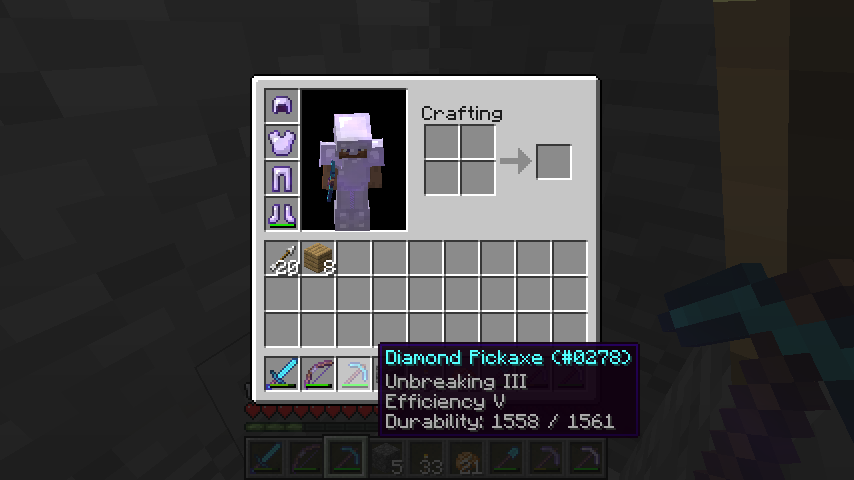 Crafting
20 8
Diamond Pickaxe (#0278)
Unbreaking III
Efficiency V
Durability: 1558 / 1561
5 33 21